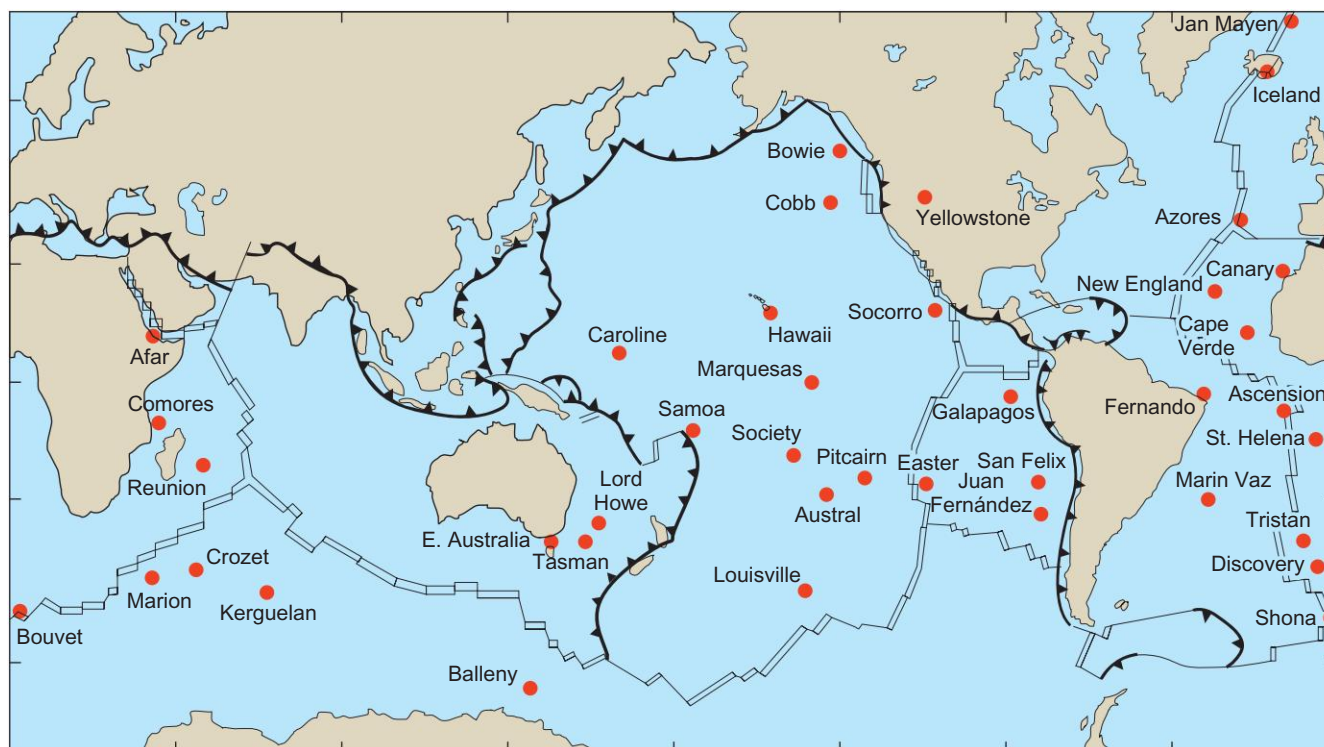 Jan Mayen
Iceland
Bowie
Cobb
Yellowstone
Azores
Canary
New England
Socorro
Hawaii
Cape
Verde
Afar
Caroline
Marquesas
Galapagos
Fernando
Ascension
Comores
Samoa
Society
St. Helena
Reunion
Pitcairn
Easter
San Felix
Juan
Fernández
Lord
Howe
Austral
Marin Vaz
E. Australia
Tasman
Tristan
Crozet
Discovery
Marion
Kerguelan
Louisville
Bouvet
Shona
Balleny